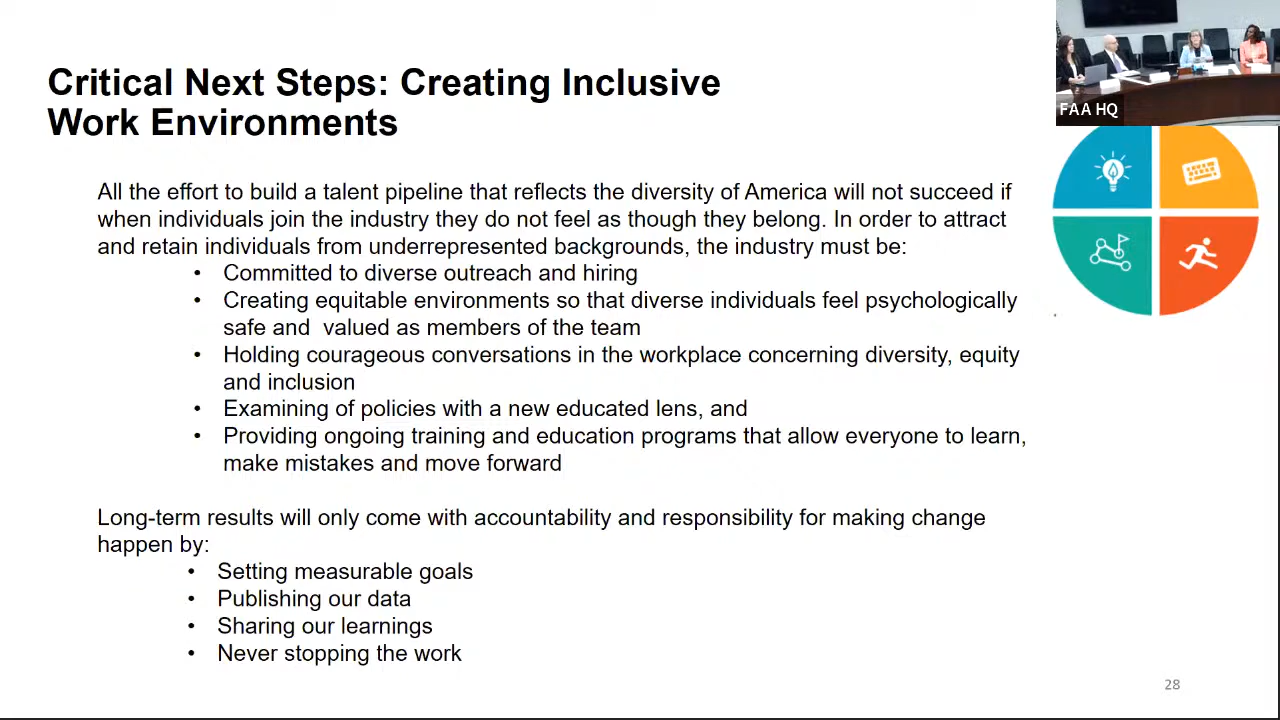 Critical Next Steps: Creating Inclusive
Work Environments
FAA HQ
All the effort to build a talent pipeline that reflects the diversity of America will not succeed if
when individuals join the industry they do not feel as though they belong. In order to attract
and retain individuals from underrepresented backgrounds, the industry must be:
• Committed to diverse outreach and hiring
• Creating equitable environments so that diverse individuals feel psychologically
safe and  valued as members of the team
• Holding courageous conversations in the workplace concerning diversity, equity
and inclusion
• Examining of policies with a new educated lens, and
• Providing ongoing training and education programs that allow everyone to learn,
make mistakes and move forward
Long-term results will only come with accountability and responsibility for making change
happen by:
• Setting measurable goals
• Publishing our data
• Sharing our learnings
• Never stopping the work
28